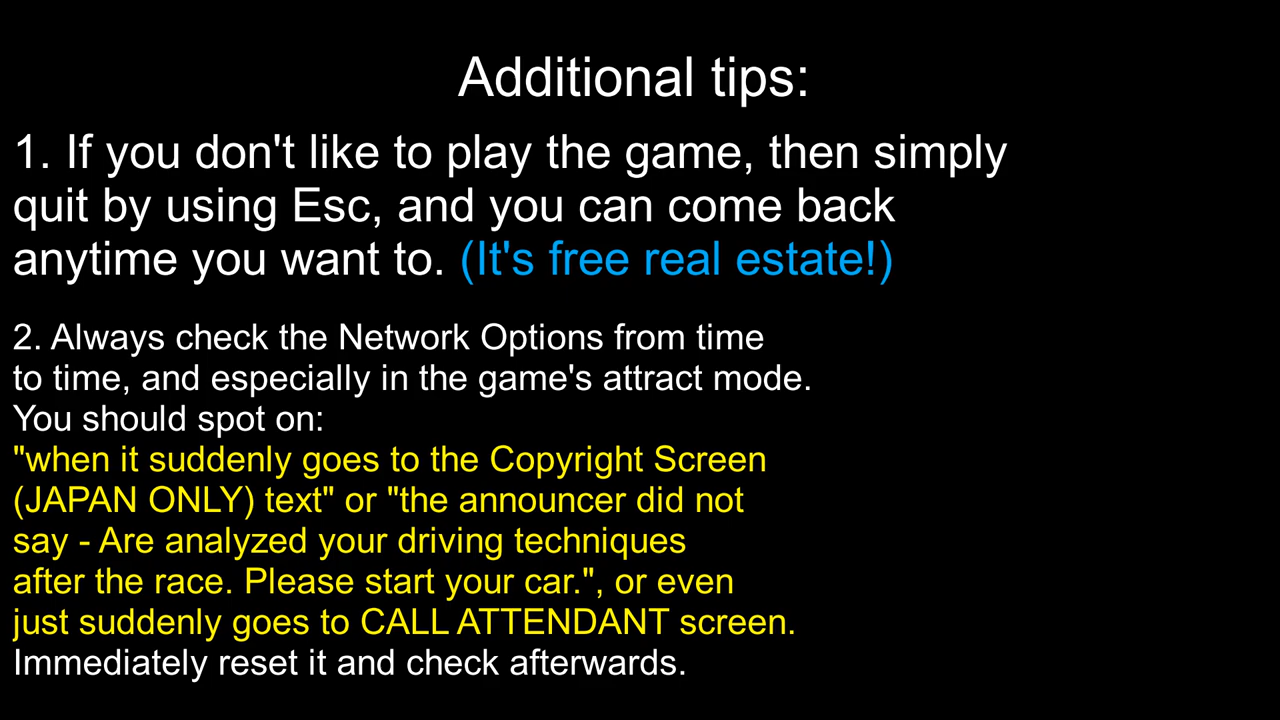 Additional tips:
1. If you don't like to play the game, then simply
quit by using Esc, and you can come back
anytime you want to. (It's free real estate!)
2. Always check the Network Options from time
to time, and especially in the game's attract mode.
You should spot on:
"when it suddenly goes to the Copyright Screen
(JAPAN ONLY) text" or "the announcer did not
say - Are analyzed your driving techniques
after the race. Please start your car.", or even
just suddenly goes to CALL ATTENDANT screen.
Immediately reset it and check afterwards.